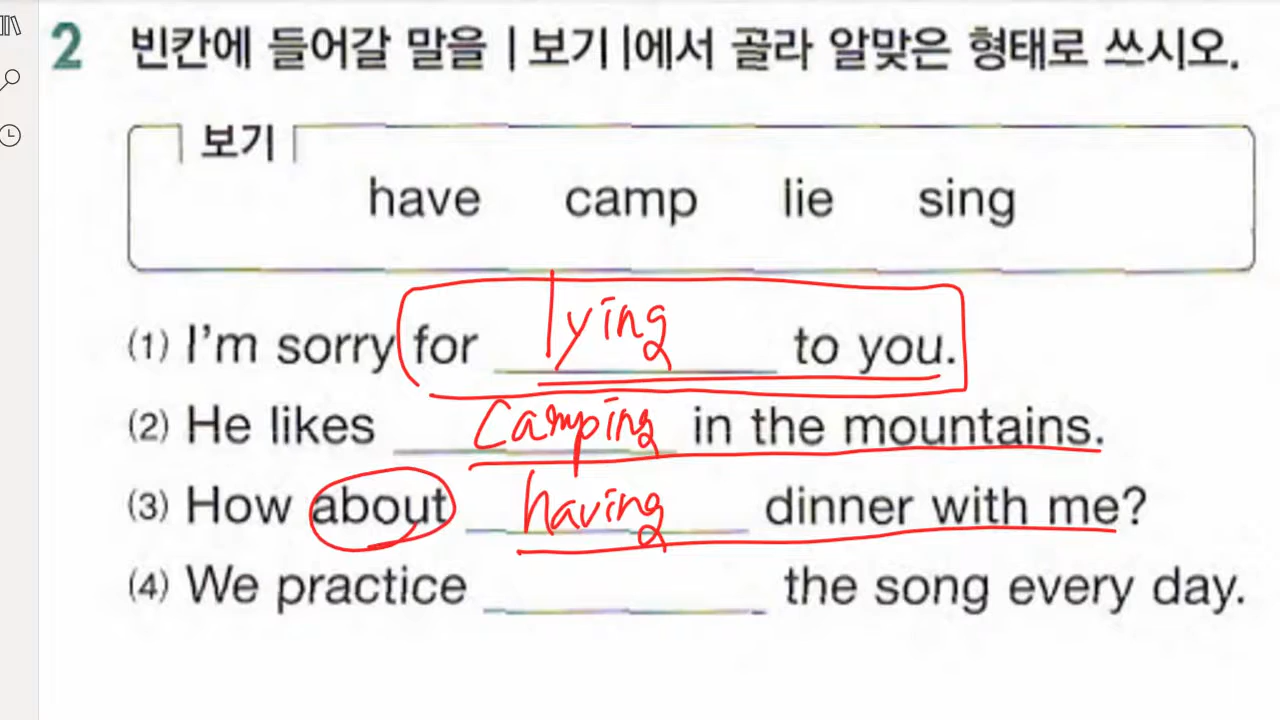 2 빈칸에 들어갈 말을 |보기|에서 골라 알맞은 형태로 쓰시오.
보기
have camp lie sing
(1) I'm sorry for lying to you.
(2) He likes camping in the mountains.
(3) How about having dinner with me?
(4) We practice ______ the song every day.